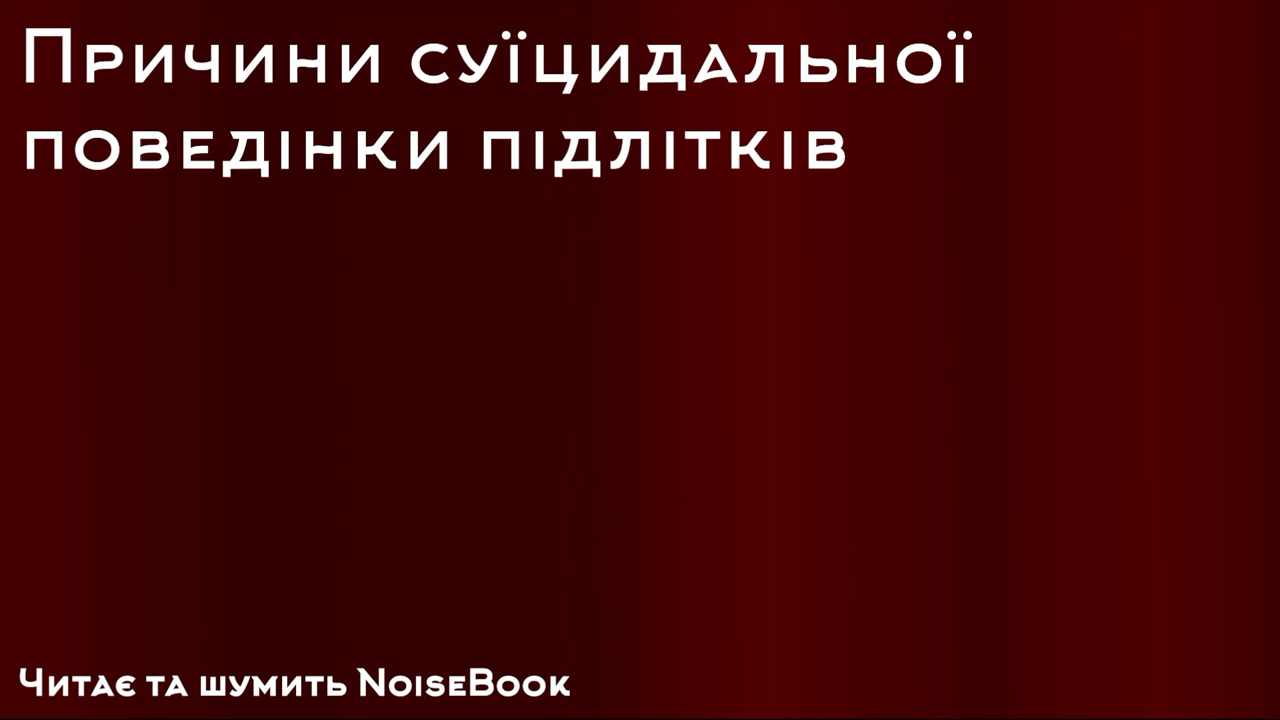 Причини суїцидальної
поведінки підлітків
Читає та шумить NoiseBook